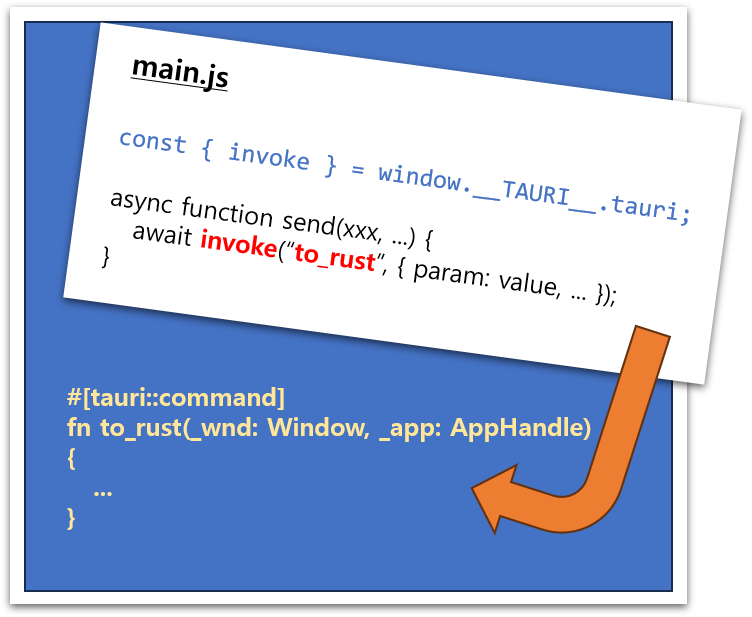 main.js
const { invoke } = window.__TAURI__.tauri;
async function send(xxx, …) {
    await invoke(“to_rust”, { param: value, … });
}
#[tauri::command]
fn to_rust(_wnd: Window, _app: AppHandle)
{
    …
}